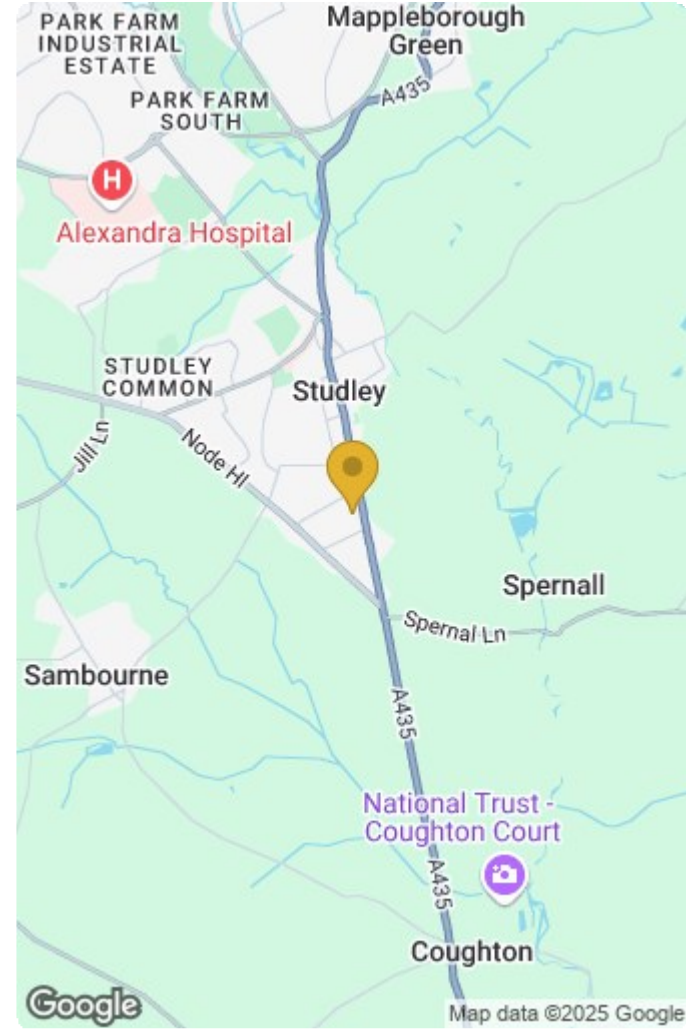 PARK FARM
INDUSTRIAL
ESTATE
Mappleborough
Green
PARK FARM
SOUTH
A435
H
Alexandra Hospital
STUDLEY
COMMON
Studley
Jill Ln
Node Hl
Spernall
Spernal Ln
Sambourne
A435
National Trust -
Coughton Court
A435
Coughton
Google
Map data ©2025 Google